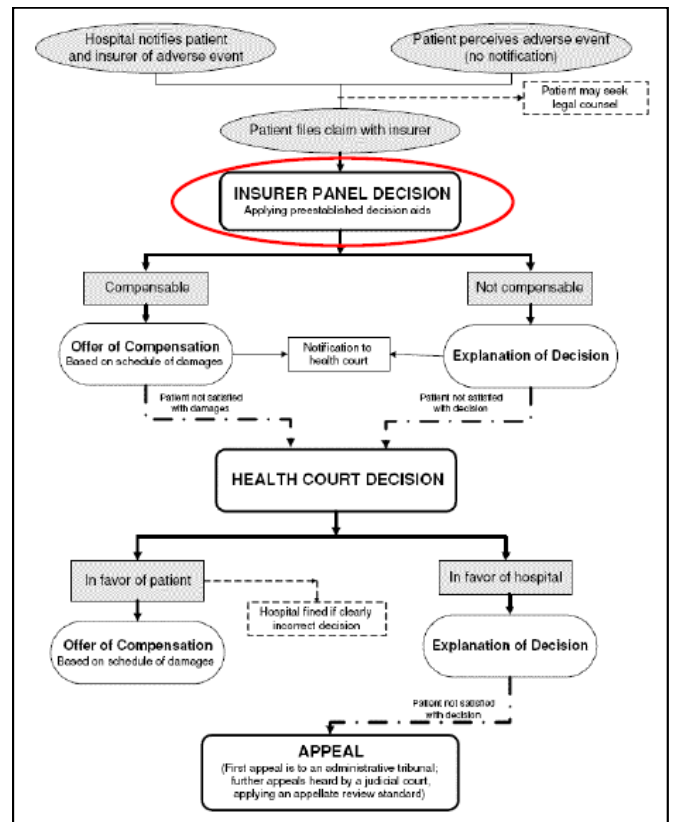 Hospital notifies patient
and insurer of adverse event
Patient perceives adverse event
(no notification)
Patient may seek
legal counsel
Patient files claim with insurer
INSURER PANEL DECISION
Applying preestablished decision aids
Compensable
Not compensable
Offer of Compensation
Based on schedule of damages
Notification to
health court
Explanation of Decision
Patient not satisfied
with damages
Patient not satisfied
with decision
HEALTH COURT DECISION
In favor of patient
In favor of hospital
Hospital fined if clearly
incorrect decision
Offer of Compensation
Based on schedule of damages
Explanation of Decision
Patient not satisfied
with decision
APPEAL
(First appeal is to an administrative tribunal;
further appeals heard by a judicial court,
applying an appellate review standard)